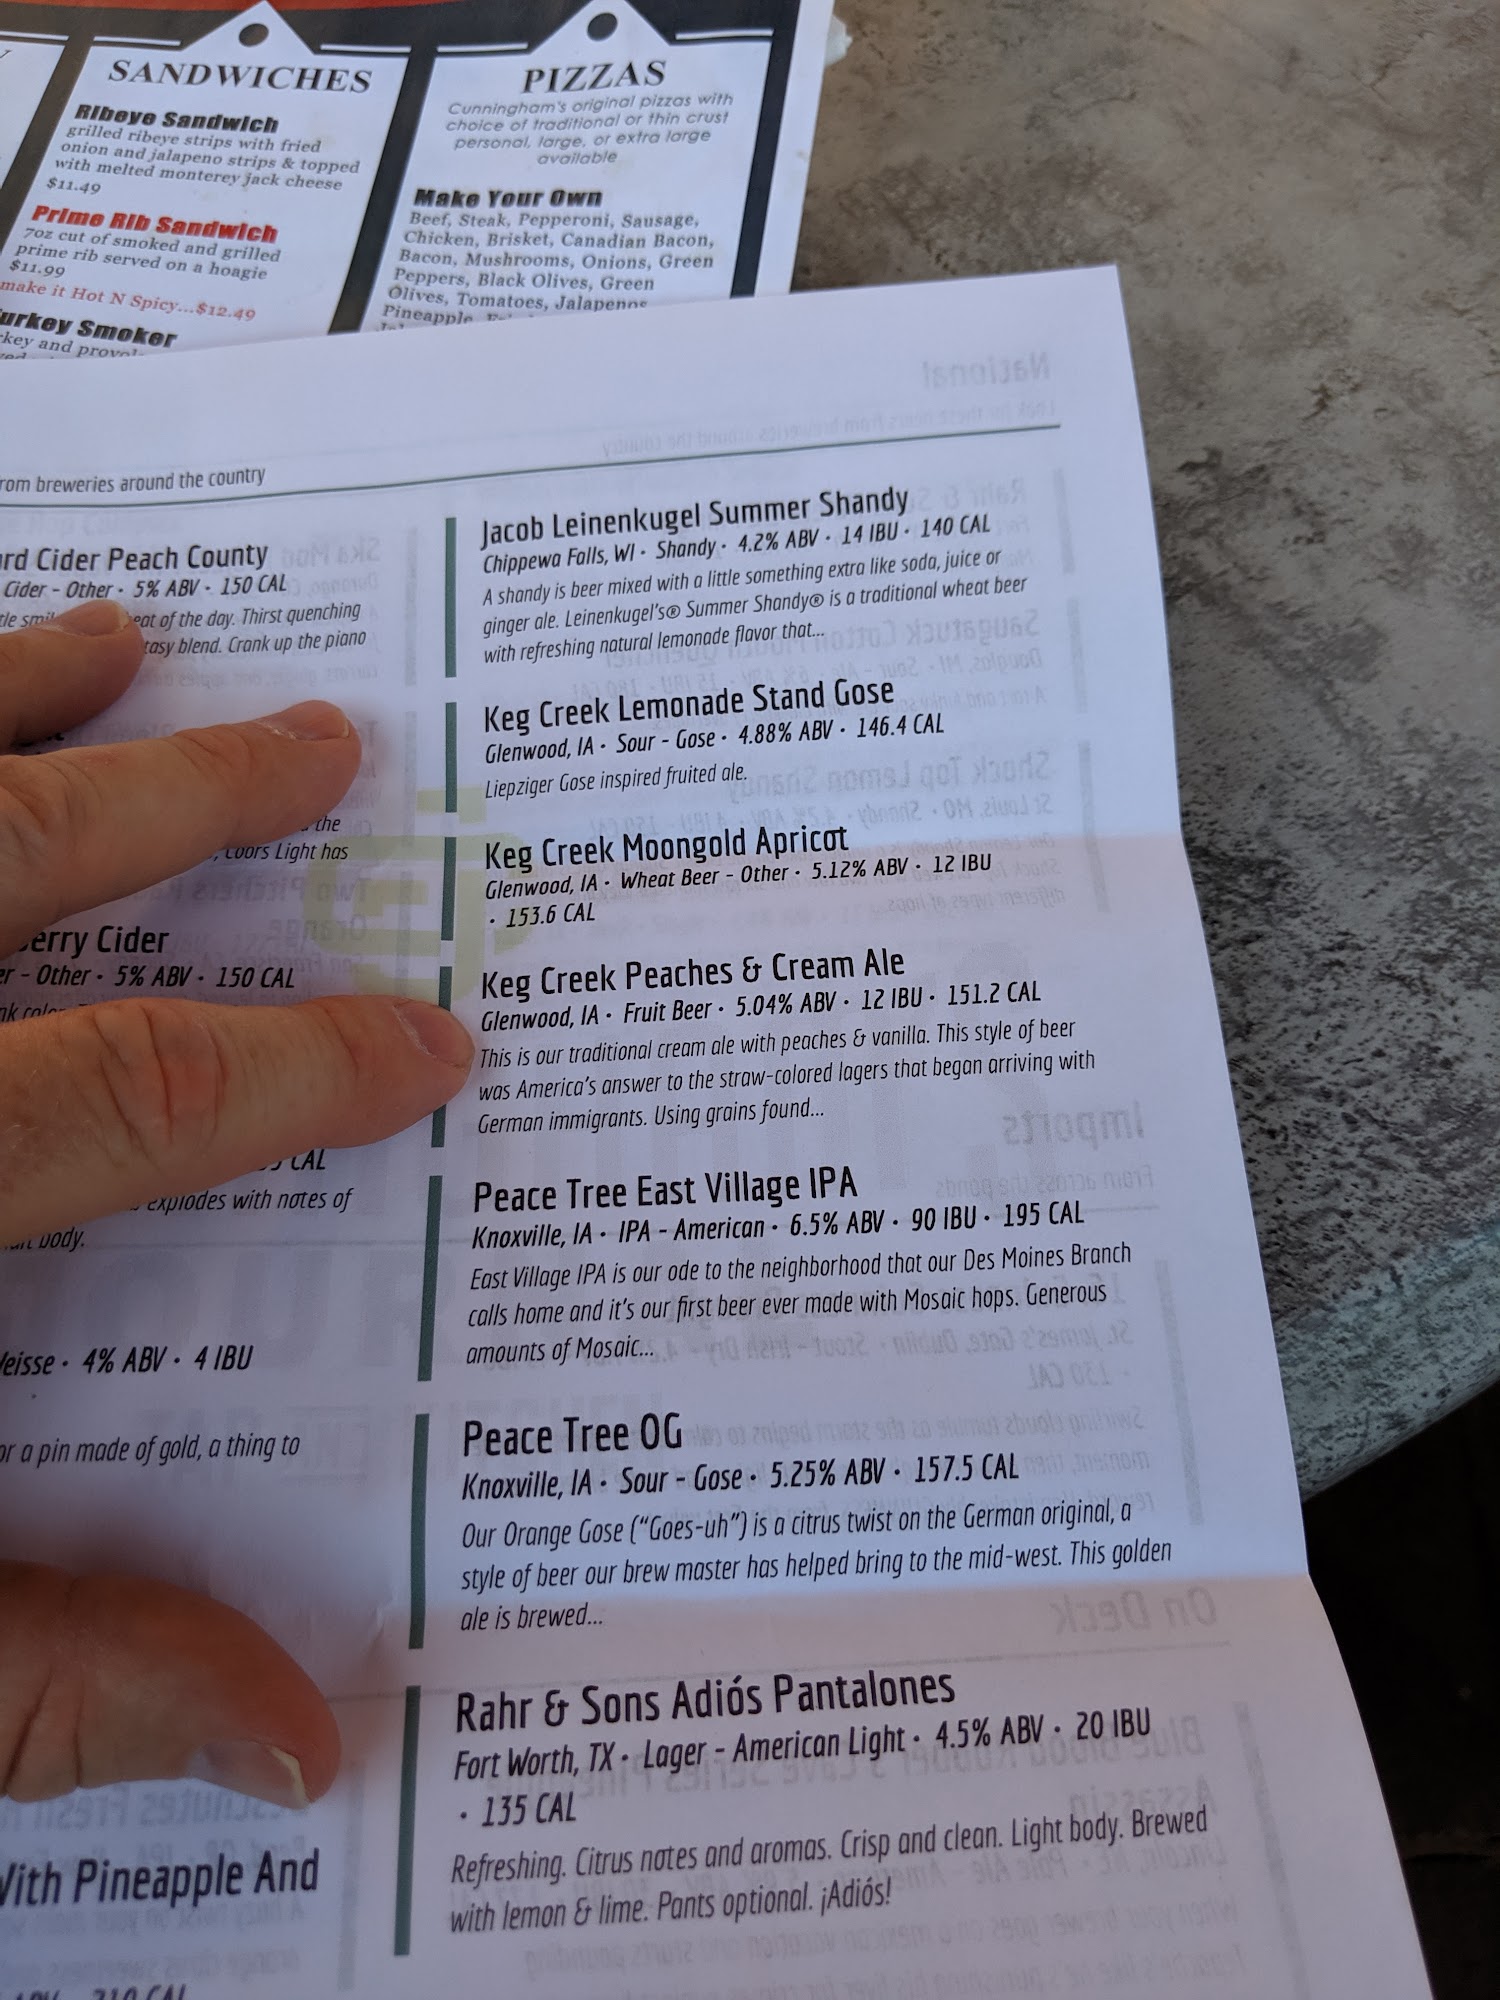 SANDWICHES
Ribeye Sandwich
grilled ribeye strips with fried
onion and jalapeno strips & topped
with melted monterey jack cheese
$11.49
Prime Rib Sandwich
7oz cut of smoked and grilled
prime rib served on a hoagie
$11.99
make it Hot N Spicy...$12.49
urkey Smoker
key and provol
PIZZAS
Cunningham's original pizzas with
choice of traditional or thin crust
personal, large, or extra large
available
Make Your Own
Beef, Steak, Pepperoni, Sausage,
Chicken, Brisket, Canadian Bacon,
Bacon, Mushrooms, Onions, Green
Peppers, Black Olives, Green
Olives, Tomatoes, Jalapenos
Pineapple
rom breweries around the country
rd Cider Peach County
Cider - Other · 5% ABV · 150 CAL
eat of the day. Thirst quenching
tasy blend. Crank up the piano
the
, Coors Light has
erry Cider
er - Other · 5% ABV · 150 CAL
CAL
explodes with notes of
body.
eisse · 4% ABV · 4 IBU
or a pin made of gold, a thing to
With Pineapple And
210 CAL
Jacob Leinenkugel Summer Shandy
Chippewa Falls, WI · Shandy · 4.2% ABV · 14 IBU · 140 CAL
A shandy is beer mixed with a little something extra like soda, juice or
ginger ale. Leinenkugel's® Summer Shandy® is a traditional wheat beer
with refreshing natural lemonade flavor that...
Keg Creek Lemonade Stand Gose
Glenwood, IA · Sour - Gose · 4.88% ABV · 146.4 CAL
Liepziger Gose inspired fruited ale.
Keg Creek Moongold Apricot
Glenwood, IA · Wheat Beer - Other · 5.12% ABV · 12 IBU
· 153.6 CAL
Keg Creek Peaches & Cream Ale
Glenwood, IA · Fruit Beer · 5.04% ABV · 12 IBU · 151.2 CAL
This is our traditional cream ale with peaches & vanilla. This style of beer
was America's answer to the straw-colored lagers that began arriving with
German immigrants. Using grains found...
Peace Tree East Village IPA
Knoxville, IA · IPA - American · 6.5% ABV · 90 IBU · 195 CAL
East Village IPA is our ode to the neighborhood that our Des Moines Branch
calls home and it's our first beer ever made with Mosaic hops. Generous
amounts of Mosaic...
Peace Tree OG
Knoxville, IA · Sour - Gose · 5.25% ABV · 157.5 CAL
Our Orange Gose ("Goes-uh") is a citrus twist on the German original, a
style of beer our brew master has helped bring to the mid-west. This golden
ale is brewed...
Rahr & Sons Adiós Pantalones
Fort Worth, TX · Lager - American Light · 4.5% ABV · 20 IBU
· 135 CAL
Refreshing. Citrus notes and aromas. Crisp and clean. Light body. Brewed
with lemon & lime. Pants optional. ¡Adiós!